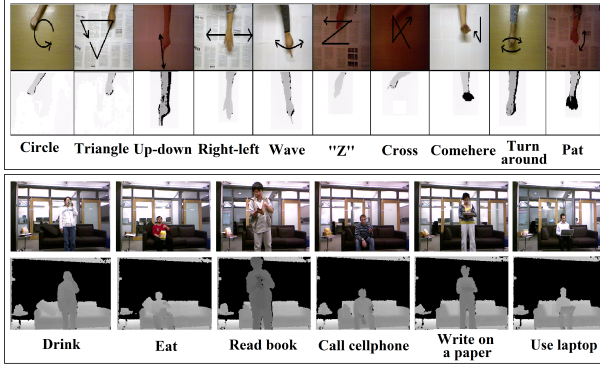 Circle Triangle Up-down Right-left Wave "Z" Cross Comehere Turn around Pat
Drink Eat Read book Call cellphone Write on a paper Use laptop